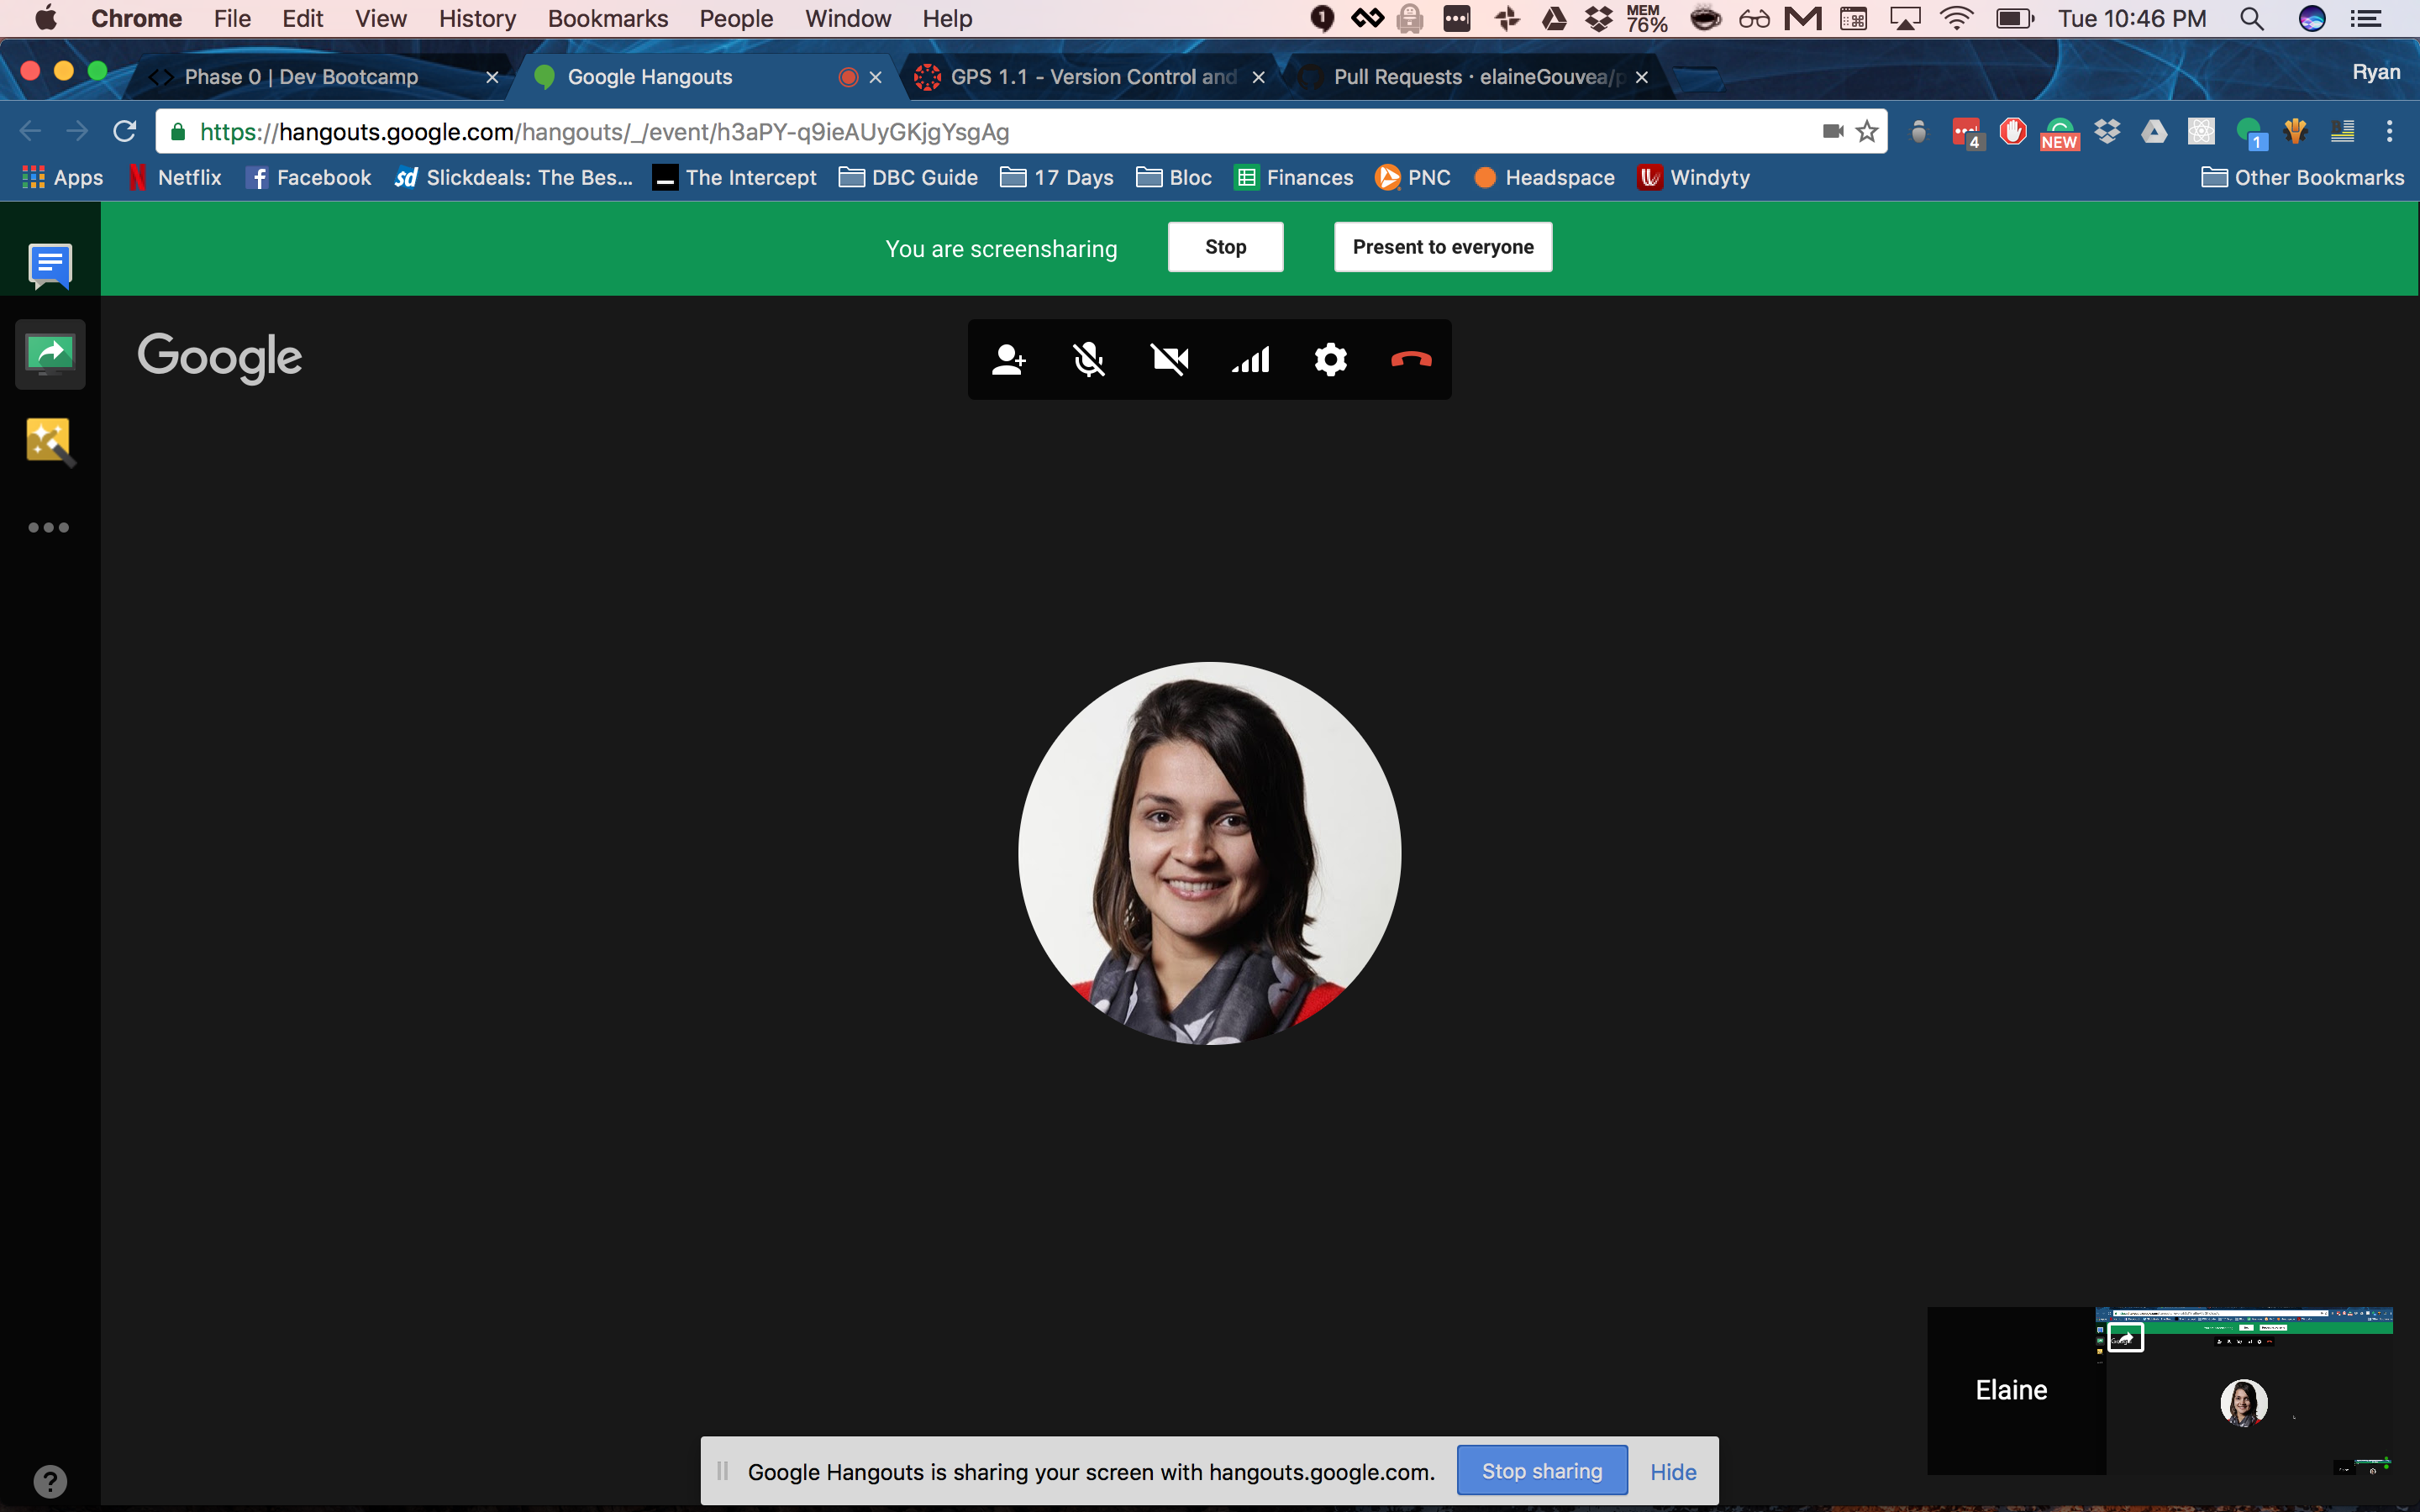 Chrome File Edit View History Bookmarks People Window Help 1 MEM 76% Tue 10:46 PM
Phase 0 | Dev Bootcamp Google Hangouts GPS 1.1 - Version Control and Pull Requests · elaineGouvea/p Ryan
https://hangouts.google.com/hangouts/_/event/h3aPY-q9ieAUyGKjgYsgAg 4 NEW 1
Apps N Netflix f Facebook sd Slickdeals: The Bes... The Intercept DBC Guide 17 Days Bloc Finances PNC Headspace Windyty Other Bookmarks
You are screensharing Stop Present to everyone
Google
Elaine
Google Hangouts is sharing your screen with hangouts.google.com. Stop sharing Hide
?